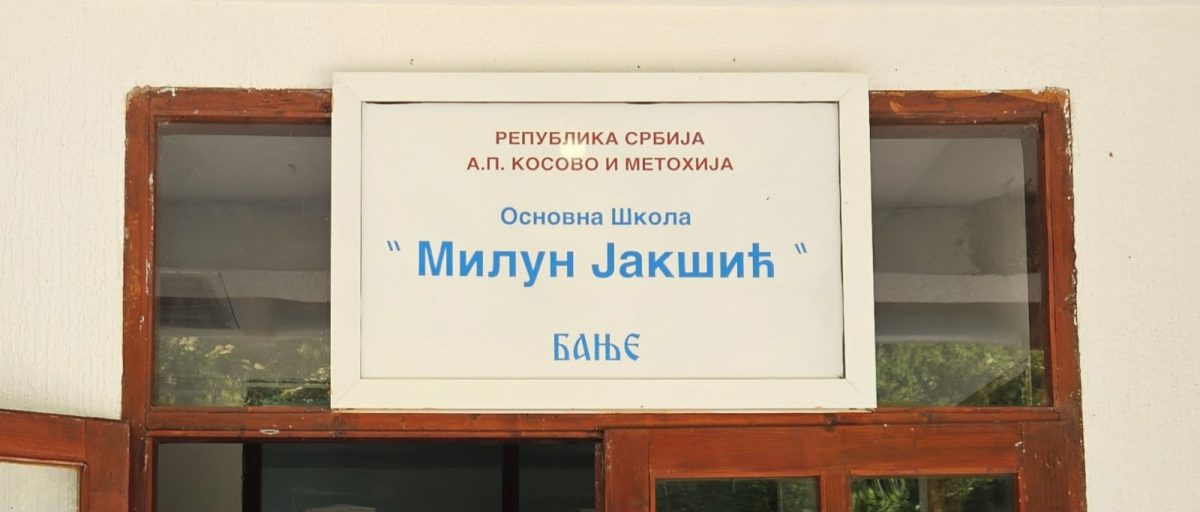 РЕПУБЛИКА СРБИЈА
А.П. КОСОВО И МЕТОХИЈА
Основна Школа
“ Милун Јакшић “
БАЊЕ